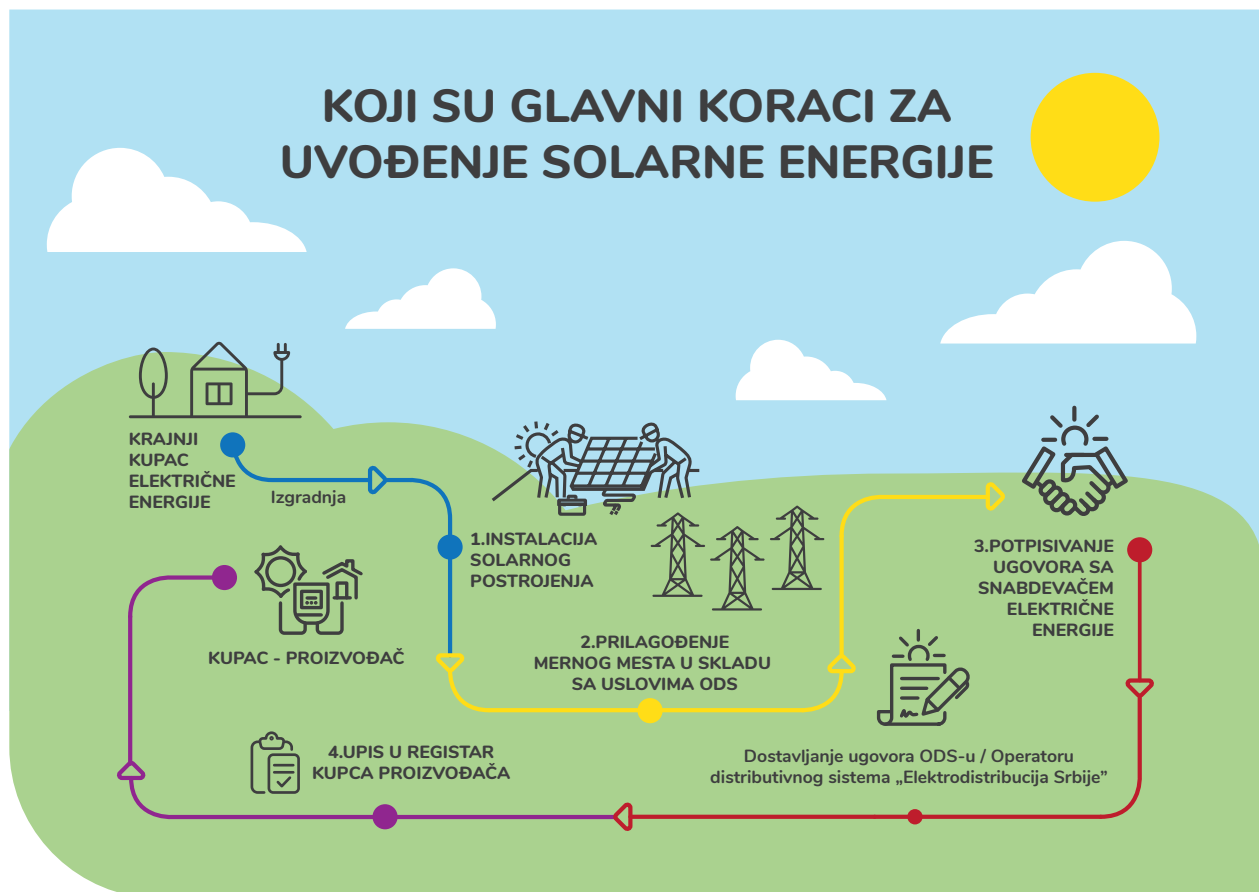 KOJI SU GLAVNI KORACI ZA
UVOĐENJE SOLARNE ENERGIJE
KRAJNJI
KUPAC
ELEKTRIČNE
ENERGIJE
Izgradnja
1.INSTALACIJA
SOLARNOG
POSTROJENJA
2.PRILAGOĐENJE
MERNOG MESTA U SKLADU
SA USLOVIMA ODS
3.POTPISIVANJE
UGOVORA SA
SNABDEVAČEM
ELEKTRIČNE
ENERGIJE
Dostavljanje ugovora ODS-u / Operatoru
distributivnog sistema „Elektrodistribucija Srbije”
4.UPIS U REGISTAR
KUPCA PROIZVOĐAČA
KUPAC - PROIZVOĐAČ